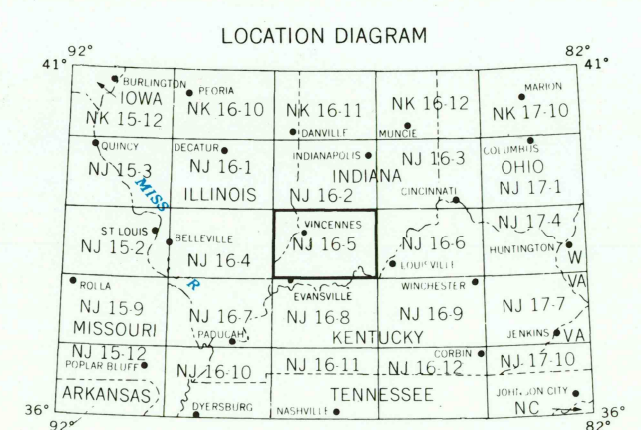 LOCATION DIAGRAM
92° 82°
41° 41°
BURLINGTON PEORIA MARION
IOWA NK 16-10 NK 16-11 NK 16-12 NK 17-10
NK 15-12 DANVILLE MUNCIE
QUINCY DECATUR INDIANAPOLIS COLUMBUS
NJ 15-3 NJ 16-1 NJ 16-3 OHIO
MISS ILLINOIS INDIANA NJ 17-1
NJ 16-2 CINCINNATI
ST LOUIS BELLEVILLE VINCENNES NJ 17-4
NJ 15-2 NJ 16-4 NJ 16-5 NJ 16-6 HUNTINGTON W
R LOUISVILLE VA
ROLLA EVANSVILLE WINCHESTER
NJ 15-9 NJ 16-7 NJ 16-8 NJ 16-9 NJ 17-7
MISSOURI PADUCAH KENTUCKY JENKINS VA
NJ 15-12 NJ 16-10 NJ 16-11 NJ 16-12 CORBIN NJ 17-10
POPLAR BLUFF
ARKANSAS TENNESSEE JOHNSON CITY
36° DYERSBURG NASHVILLE NC 36°
92°